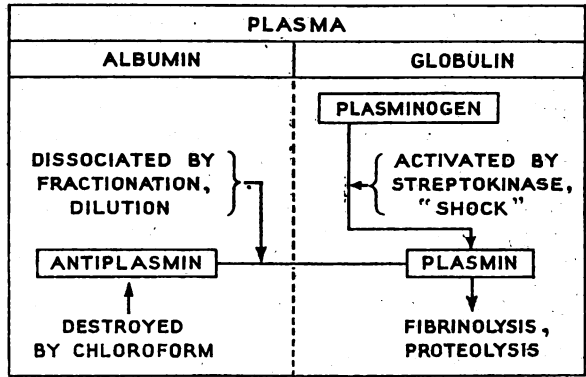 PLASMA
ALBUMIN
GLOBULIN
PLASMINOGEN
DISSOCIATED BY
FRACTIONATION,
DILUTION
ACTIVATED BY
STREPTOKINASE,
"SHOCK"
ANTIPLASMIN
PLASMIN
DESTROYED
BY CHLOROFORM
FIBRINOLYSIS,
PROTEOLYSIS